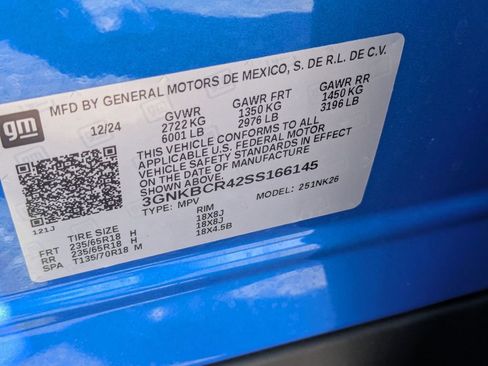 MFD BY GENERAL MOTORS DE MEXICO, S. DE R.L. DE C.V.
gm
12/24
GVWR GAWR FRT GAWR RR
2722 KG 1350 KG 1450 KG
6001 LB 2976 LB 3196 LB
THIS VEHICLE CONFORMS TO ALL
APPLICABLE U.S. FEDERAL MOTOR
VEHICLE SAFETY STANDARDS IN EFFECT
ON THE DATE OF MANUFACTURE
3GNKBCR42SS166145
TYPE: MPV 251NK26
121J
TIRE SIZE RIM
FRT 235/65R18 H 18X8J
RR 235/65R18 H 18X8J
SPA T135/70R18 M 18X4.5B